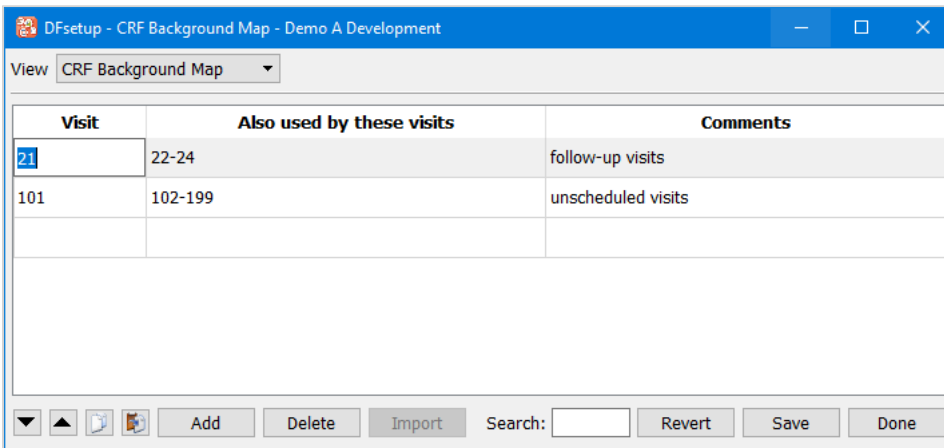 DFsetup - CRF Background Map - Demo A Development
View CRF Background Map
Visit Also used by these visits Comments
21 22-24 follow-up visits
101 102-199 unscheduled visits
Add Delete Import Search: Revert Save Done